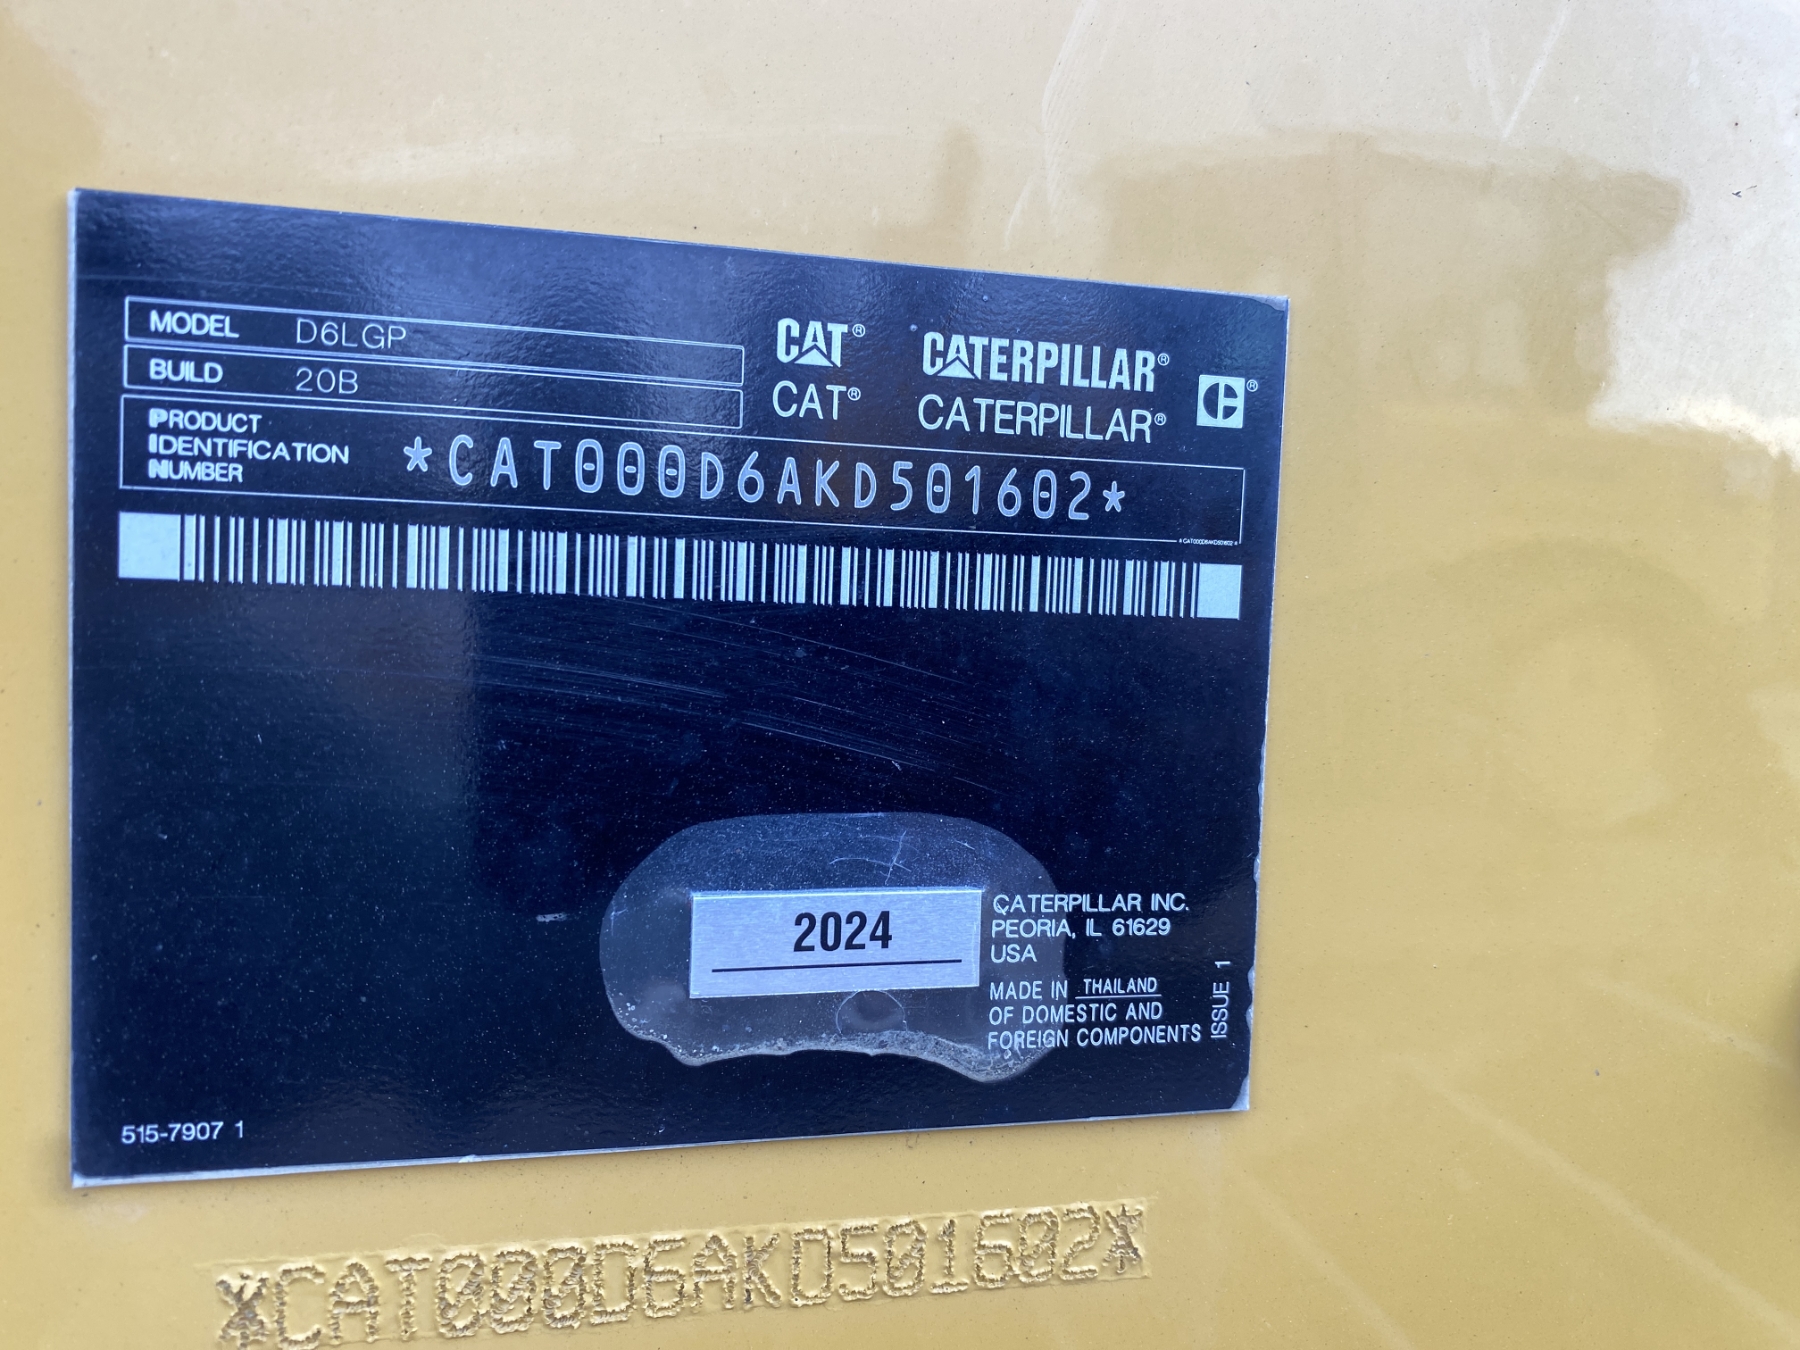 MODEL D6LGP
BUILD 20B
CAT® CATERPILLAR® ®
CAT® CATERPILLAR®
PRODUCT
IDENTIFICATION
NUMBER
*CAT000D6AKD501602*
*CAT000D6AKD501602*
2024
CATERPILLAR INC.
PEORIA, IL 61629
USA
MADE IN THAILAND
OF DOMESTIC AND
FOREIGN COMPONENTS
ISSUE 1
515-7907 1
*CAT000D6AKD501602*